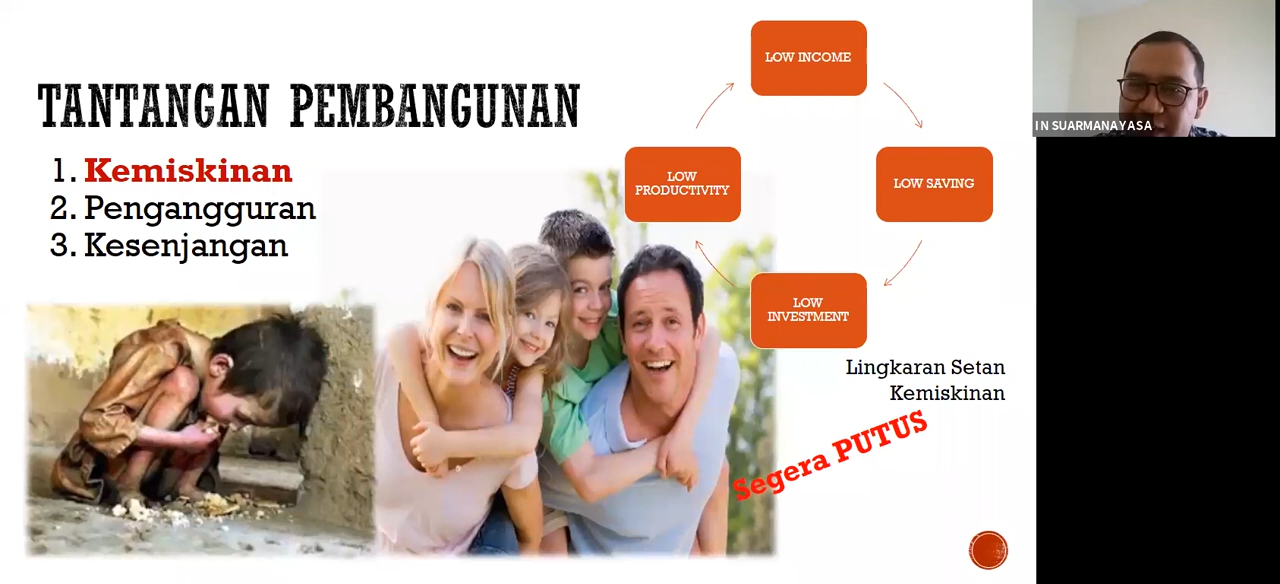 TANTANGAN PEMBANGUNAN
1. Kemiskinan
2. Pengangguran
3. Kesenjangan
LOW INCOME
LOW SAVING
LOW
INVESTMENT
LOW
PRODUCTIVITY
Lingkaran Setan
Kemiskinan
Segera PUTUS
I N SUARMANAYASA